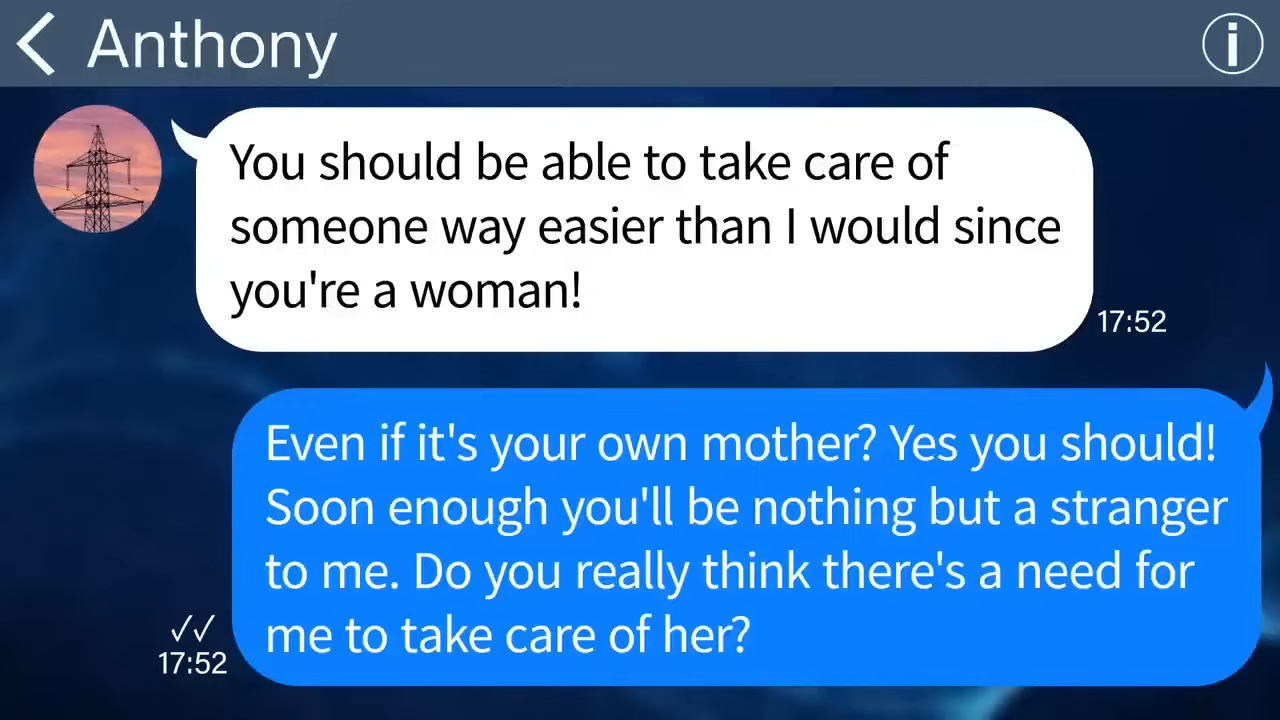 Anthony
You should be able to take care of
someone way easier than I would since
you're a woman!
17:52
Even if it's your own mother? Yes you should!
Soon enough you'll be nothing but a stranger
to me. Do you really think there's a need for
me to take care of her?
17:52